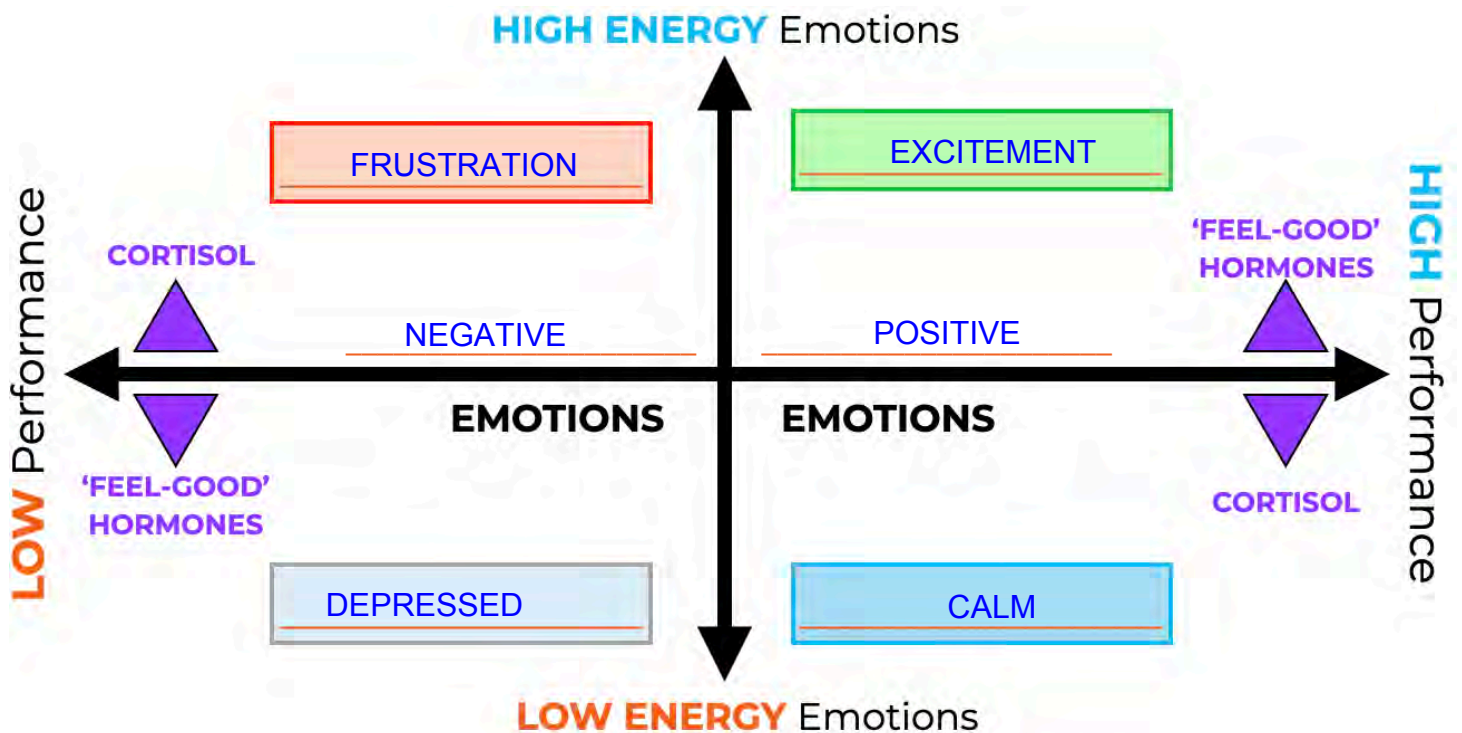 HIGH ENERGY Emotions
FRUSTRATION
EXCITEMENT
LOW Performance
HIGH Performance
CORTISOL
'FEEL-GOOD'
HORMONES
NEGATIVE
POSITIVE
EMOTIONS
EMOTIONS
'FEEL-GOOD'
HORMONES
CORTISOL
DEPRESSED
CALM
LOW ENERGY Emotions